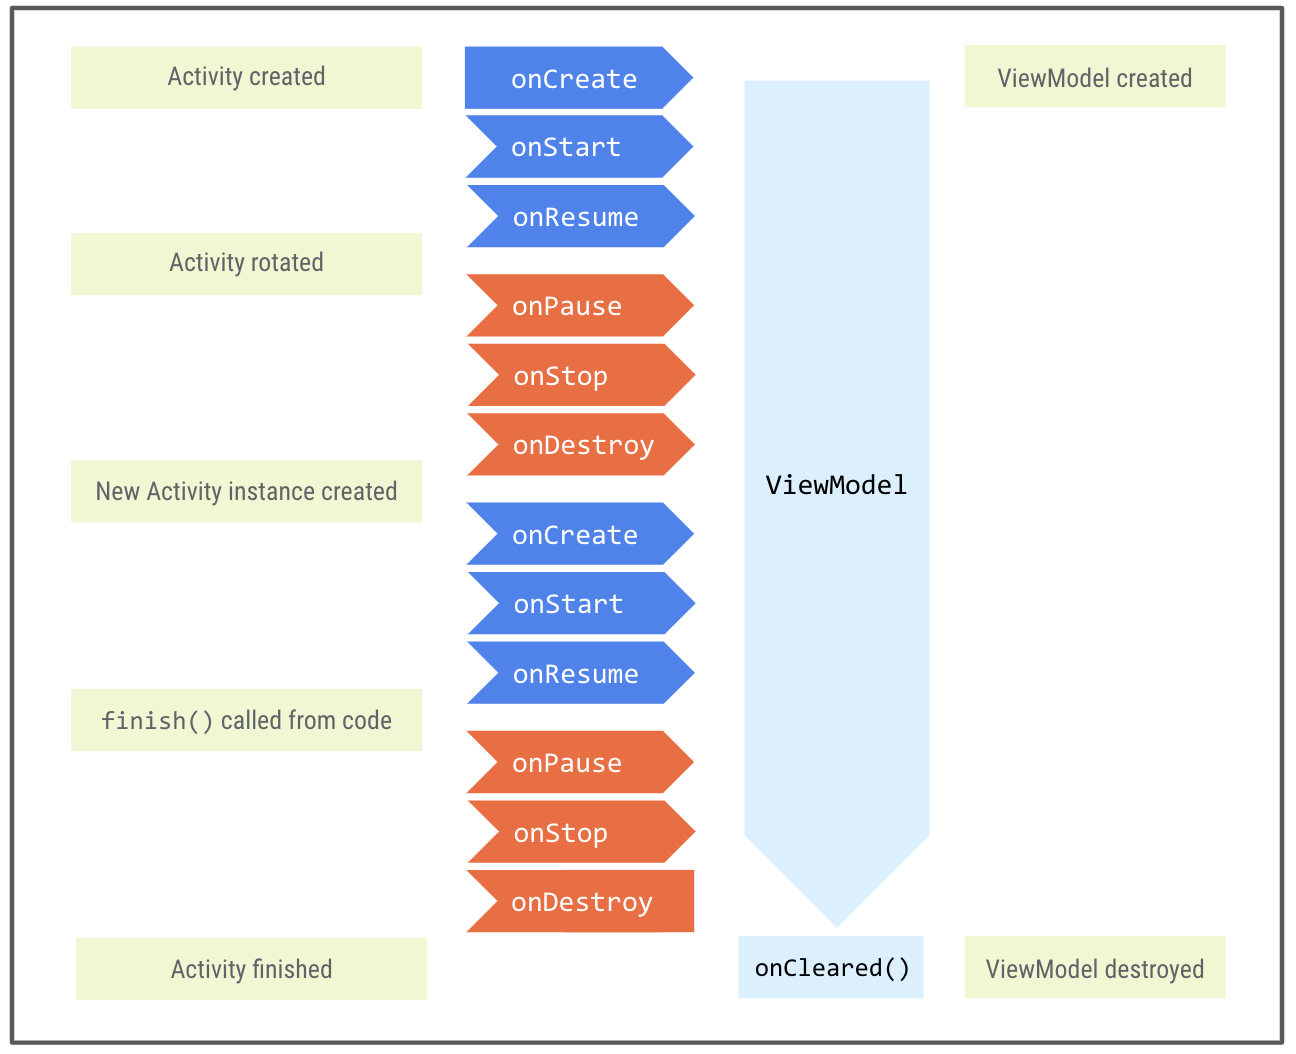 Activity created
onCreate
ViewModel created
onStart
onResume
Activity rotated
onPause
onStop
onDestroy
New Activity instance created
ViewModel
onCreate
onStart
onResume
finish() called from code
onPause
onStop
onDestroy
Activity finished
onCleared()
ViewModel destroyed